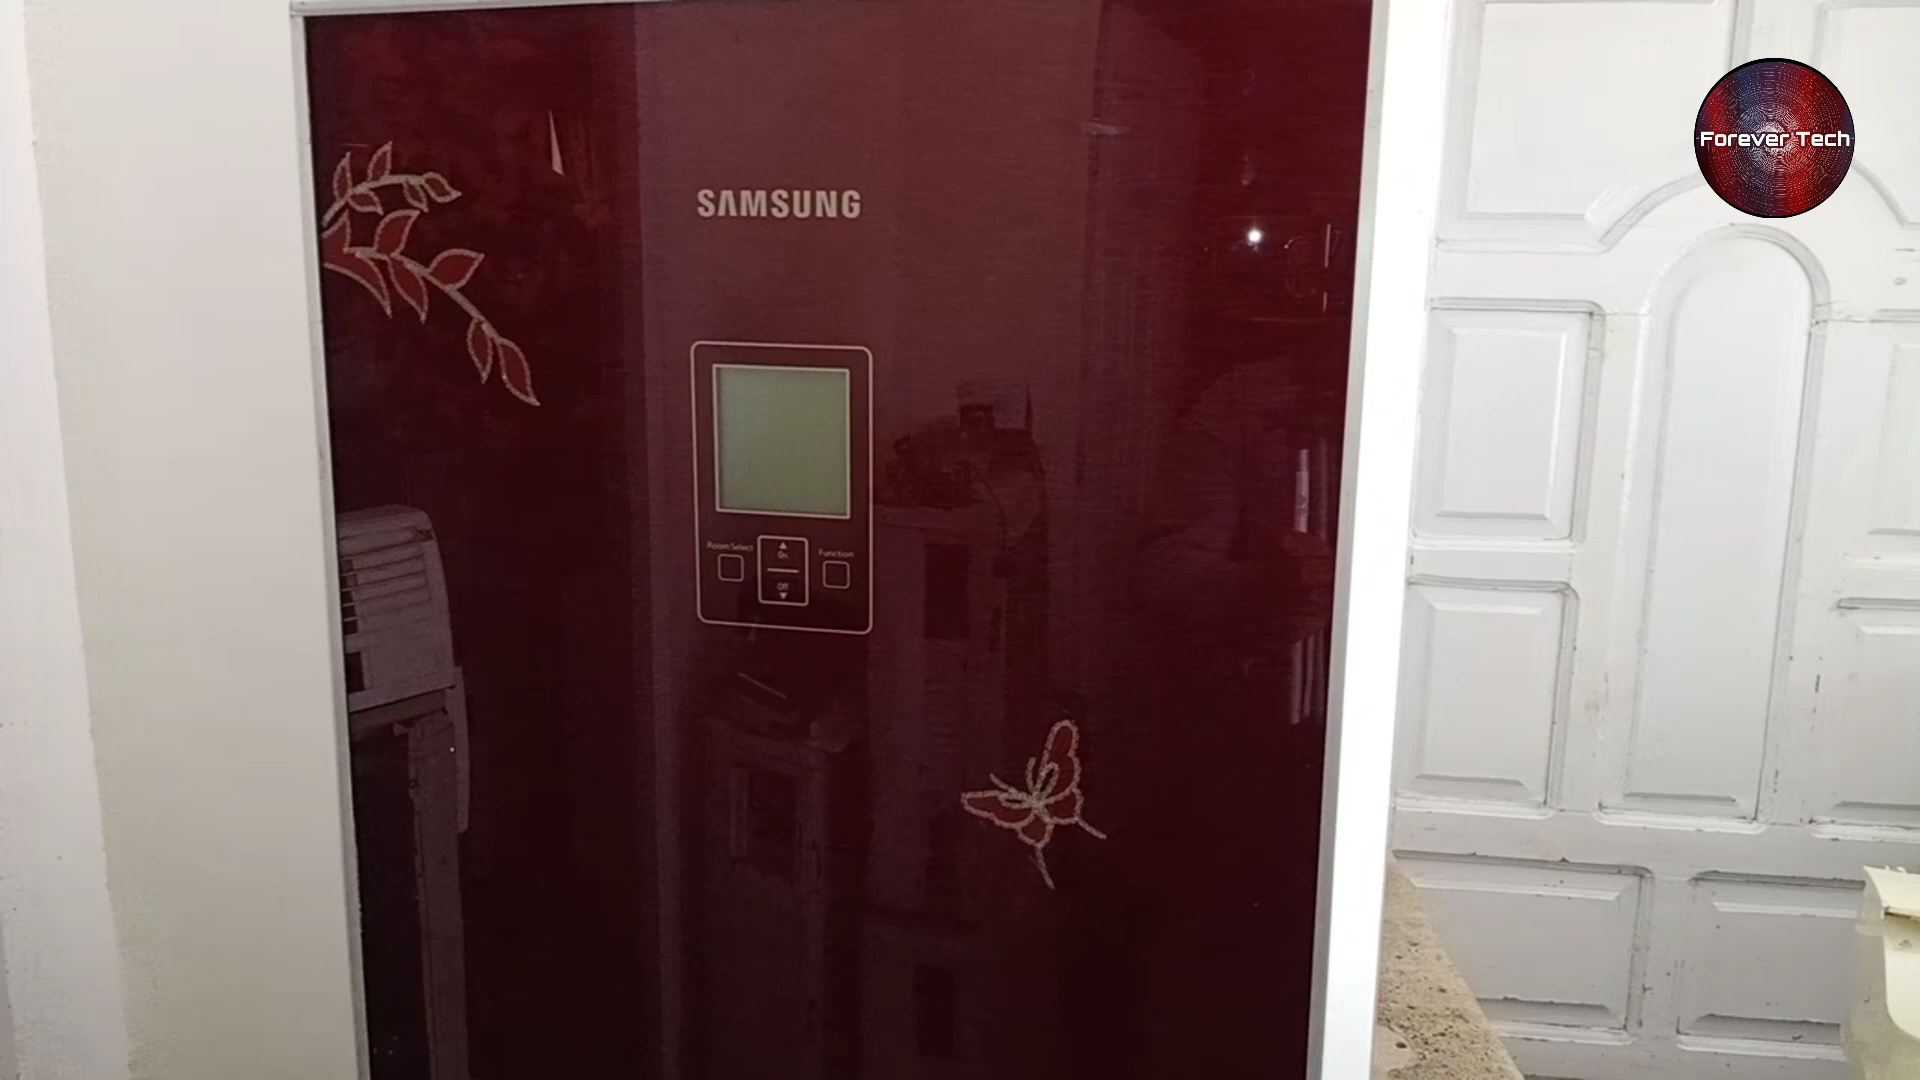 Forever Tech
SAMSUNG
Room Select
On
Function
Off